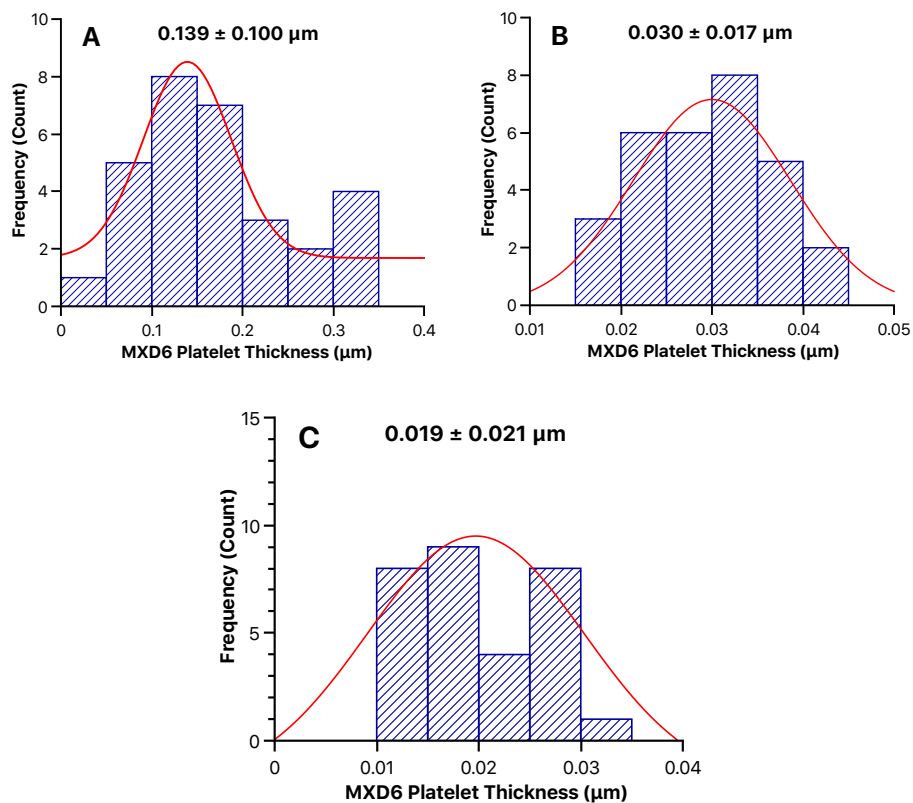 A
0.139 ± 0.100 μm
10
8
6
4
2
0
Frequency (Count)
0 0.1 0.2 0.3 0.4
MXD6 Platelet Thickness (μm)
B
0.030 ± 0.017 μm
10
8
6
4
2
0
Frequency (Count)
0.01 0.02 0.03 0.04 0.05
MXD6 Platelet Thickness (μm)
C
0.019 ± 0.021 μm
15
10
5
0
Frequency (Count)
0 0.01 0.02 0.03 0.04
MXD6 Platelet Thickness (μm)